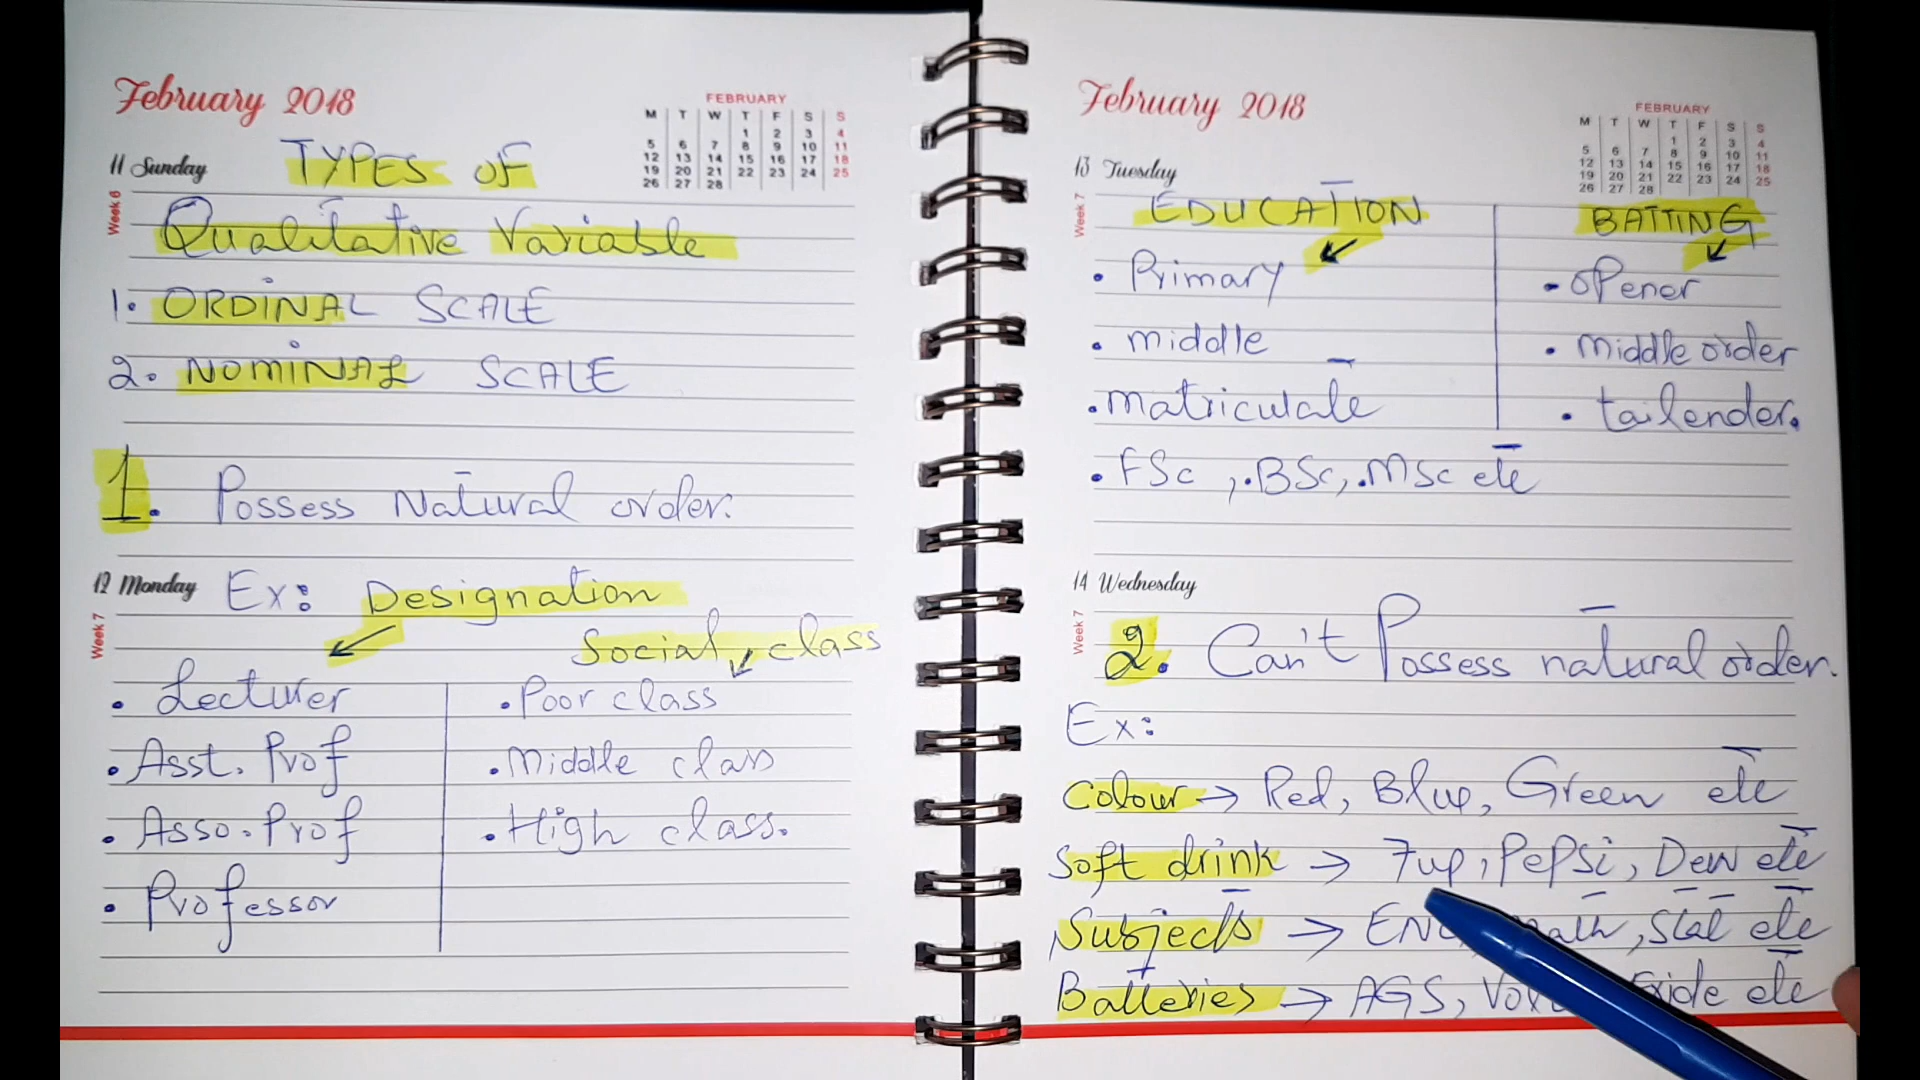 February 2018
FEBRUARY
M T W T F S S
1 2 3 4
5 6 7 8 9 10 11
12 13 14 15 16 17 18
19 20 21 22 23 24 25
26 27 28
11 Sunday
Week 6
TYPES OF
Qualitative Variable
1. ORDINAL SCALE
2. NOMINAL SCALE
1. Possess Natural order.
12 Monday
Week 7
Ex: Designation
Social class
• Lecturer
• Asst. Prof
• Asso. Prof
• Professor
• Poor class
• Middle class
• High class.
February 2018
FEBRUARY
M T W T F S S
1 2 3 4
5 6 7 8 9 10 11
12 13 14 15 16 17 18
19 20 21 22 23 24 25
26 27 28
13 Tuesday
Week 7
EDUCATION
• Primary
• middle
• matriculate
• FSc , • BSc, • MSc etc
BATTING
• opener
• Middle order
• tailender.
14 Wednesday
Week 7
2. Can't Possess natural order.
Ex:
Colour → Red, Blue, Green etc
Soft drink → 7up, Pepsi, Dew etc
Subjects → Stat etc
Batteries → AGS, etc